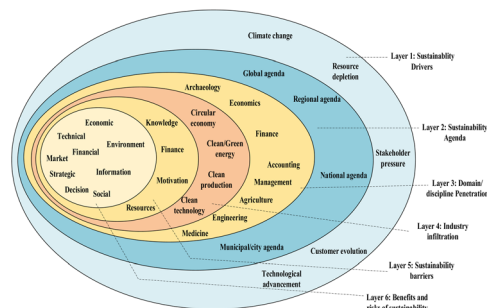 Climate change
Layer 1: Sustainablity
Drivers
Resource
depletion
Global agenda
Archaeology
Regional agenda
Economics
Circular
economy
Economic
Knowledge
Layer 2: Sustainability
Agenda
Technical
Finance
Environment
Clean/Green
energy
Financial
Finance
Market
Stakeholder
pressure
Accounting
Information
Strategic
Clean
production
National agenda
Motivation
Management
Layer 3: Domain/
discipline Penetration
Decision
Social
Agriculture
Resources
Clean
technology
Engineering
Layer 4: Industry
infiltration
Medicine
Municipal/city agenda
Customer evolution
Layer 5: Sustainability
barriers
Technological
advancement
Layer 6: Benefits and
risks of sustainability